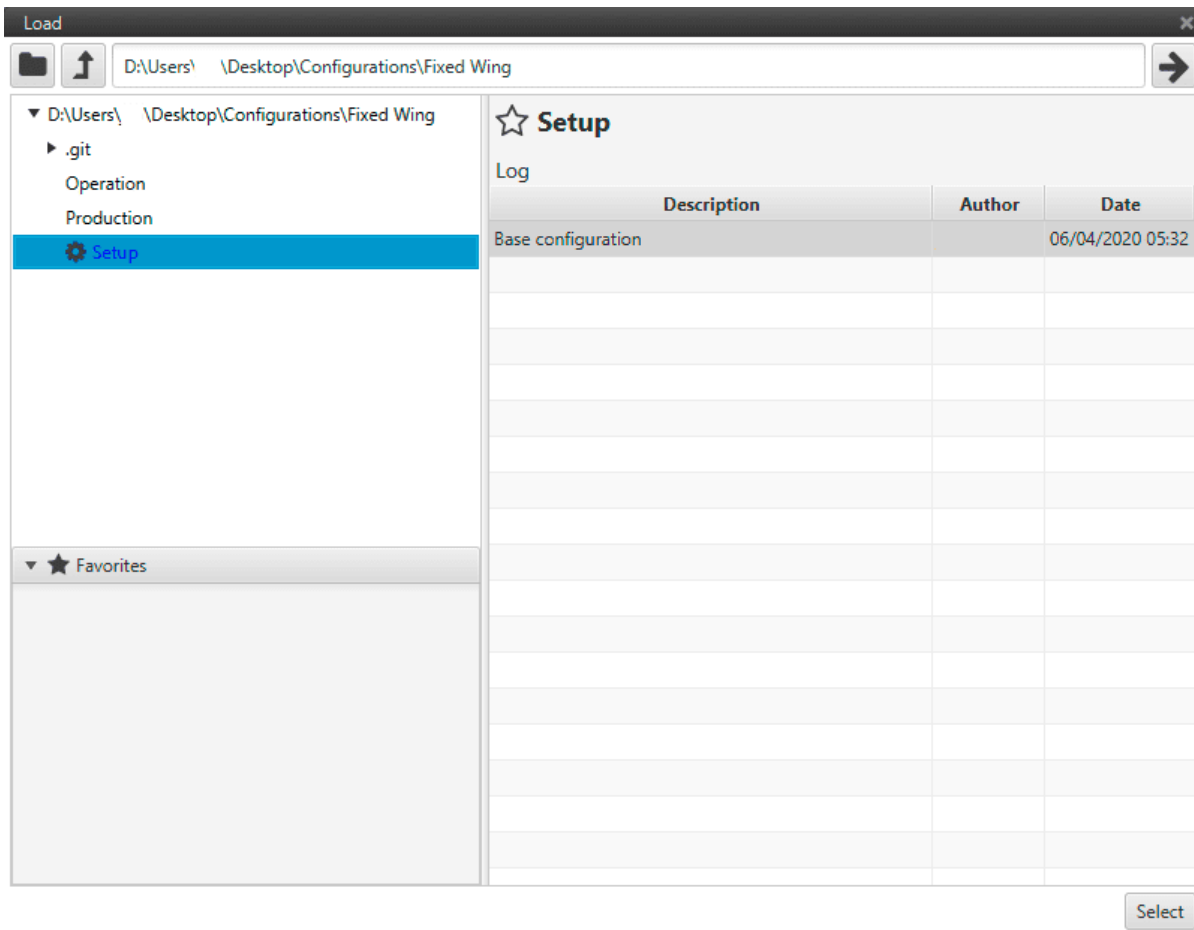 Load
D:\Users\ \Desktop\Configurations\Fixed Wing
D:\Users\ \Desktop\Configurations\Fixed Wing
.git
Operation
Production
Setup
Favorites
Setup
Log
Description Author Date
Base configuration 06/04/2020 05:32
Select